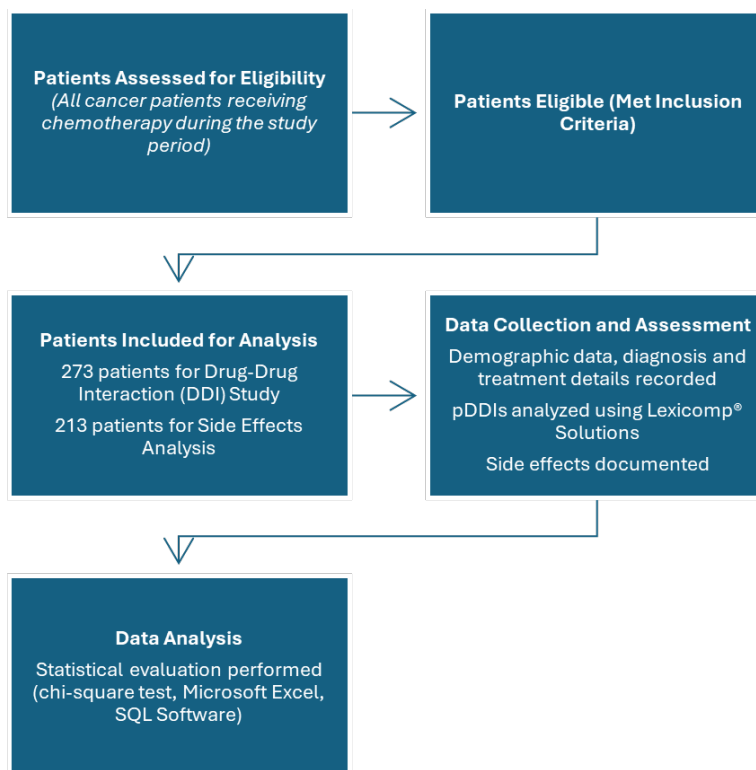 Patients Assessed for Eligibility
(All cancer patients receiving
chemotherapy during the study
period)
Patients Eligible (Met Inclusion
Criteria)
Patients Included for Analysis
273 patients for Drug-Drug
Interaction (DDI) Study
213 patients for Side Effects
Analysis
Data Collection and Assessment
Demographic data, diagnosis and
treatment details recorded
pDDIs analyzed using Lexicomp®
Solutions
Side effects documented
Data Analysis
Statistical evaluation performed
(chi-square test, Microsoft Excel,
SQL Software)